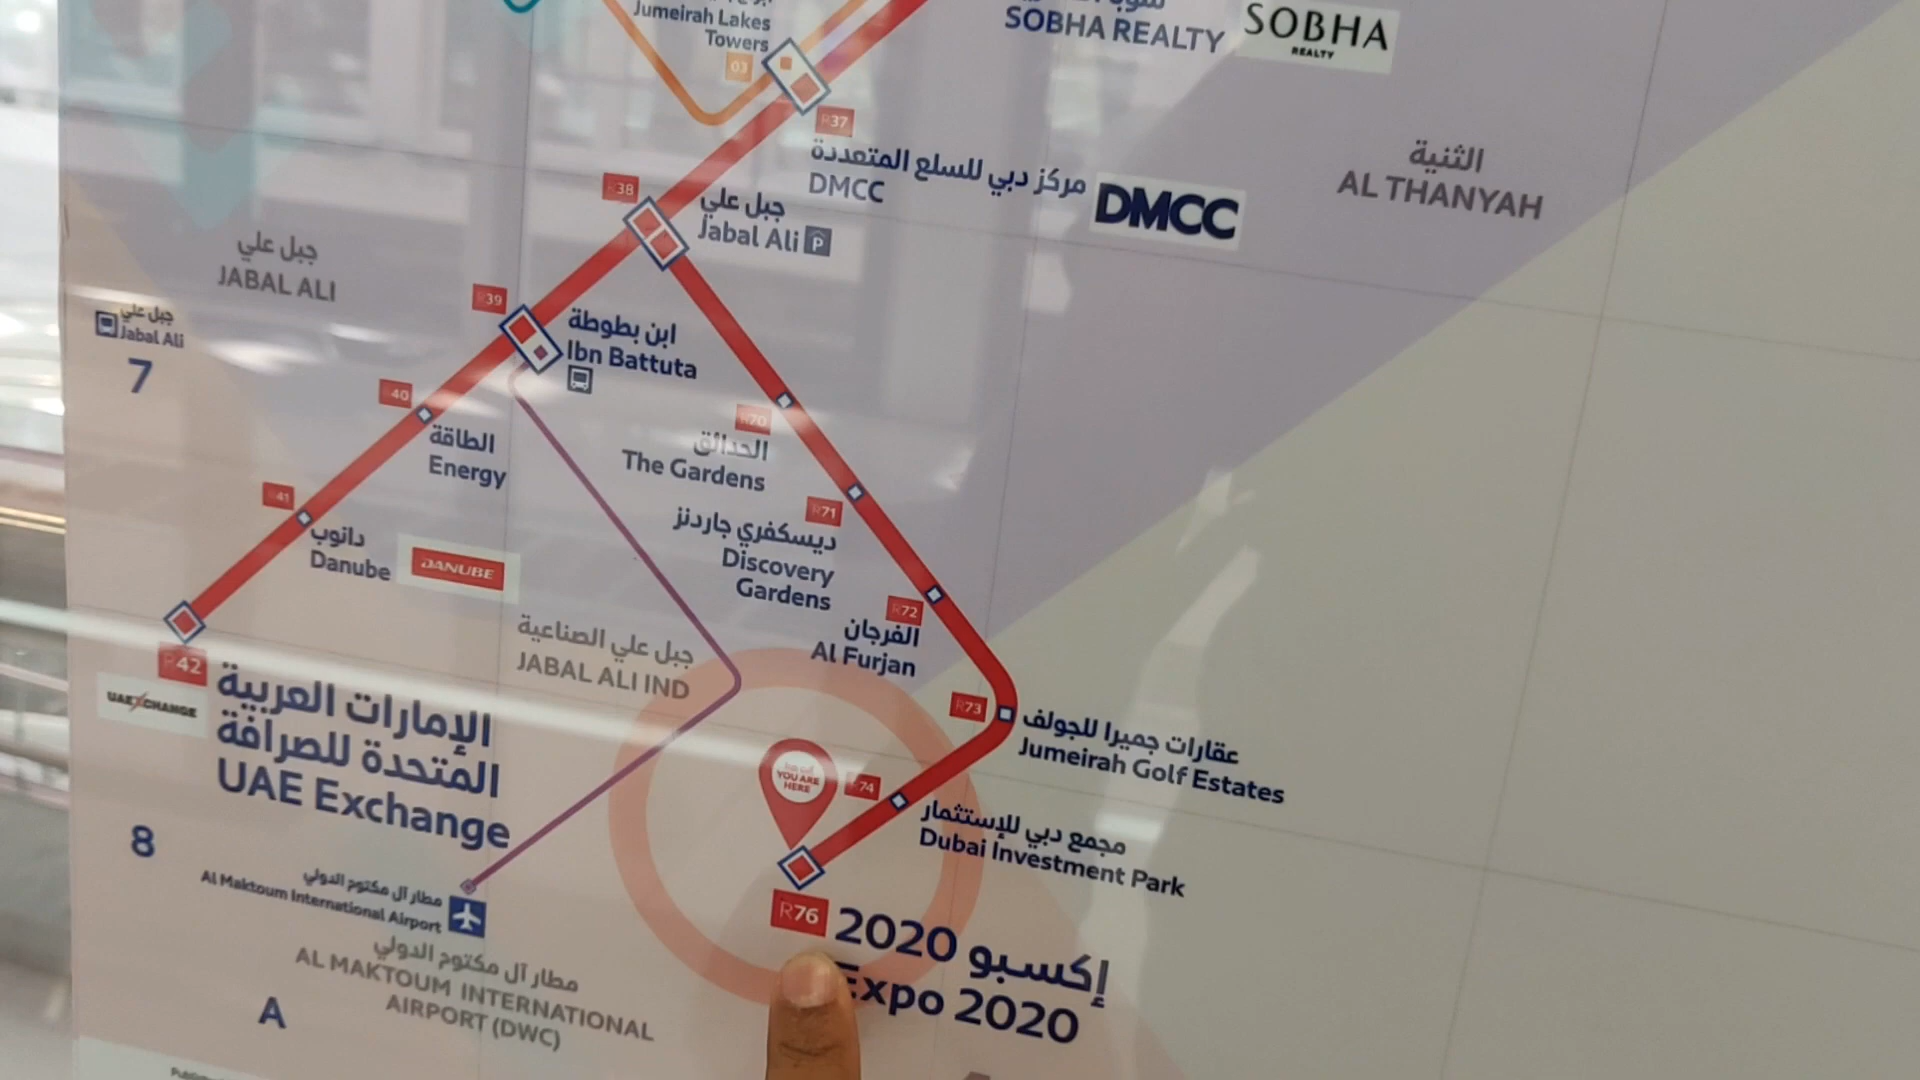 Jumeirah Lakes
Towers
03
SOBHA REALTY
SOBHA
REALTY
R37
مركز دبي للسلع المتعددة
DMCC
DMCC
الثنية
AL THANYAH
R38
جبل علي
Jabal Ali P
جبل علي
JABAL ALI
جبل علي
Jabal Ali
7
R39
ابن بطوطة
Ibn Battuta
R40
الطاقة
Energy
R70
الحدائق
The Gardens
R41
دانوب
Danube
DANUBE
R71
ديسكفري جاردنز
Discovery
Gardens
R72
الفرجان
Al Furjan
جبل علي الصناعية
JABAL ALI IND
R42
UAEXCHANGE
الإمارات العربية
المتحدة للصرافة
UAE Exchange
R73
عقارات جميرا للجولف
Jumeirah Golf Estates
YOU ARE
HERE
R74
مجمع دبي للإستثمار
Dubai Investment Park
8
مطار آل مكتوم الدولي
Al Maktoum International Airport
R76
إكسبو 2020
Expo 2020
مطار آل مكتوم الدولي
AL MAKTOUM INTERNATIONAL
AIRPORT (DWC)
A